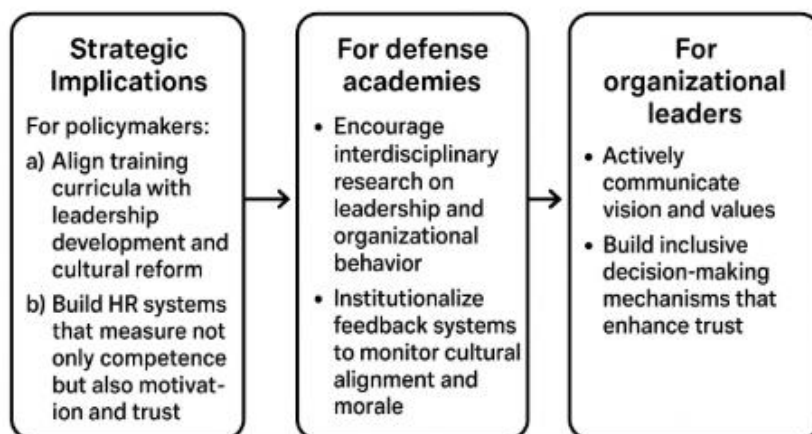 Strategic
Implications
For policymakers:
a) Align training
curricula with
leadership
development and
cultural reform
b) Build HR systems
that measure not
only competence
but also motivat-
ion and trust
For defense
academies
• Encourage
interdisciplinary
research on
leadership and
organizational
behavior
• Institutionalize
feedback systems
to monitor cultural
alignment and
morale
For
organizational
leaders
• Actively
communicate
vision and values
• Build inclusive
decision-making
mechanisms that
enhance trust